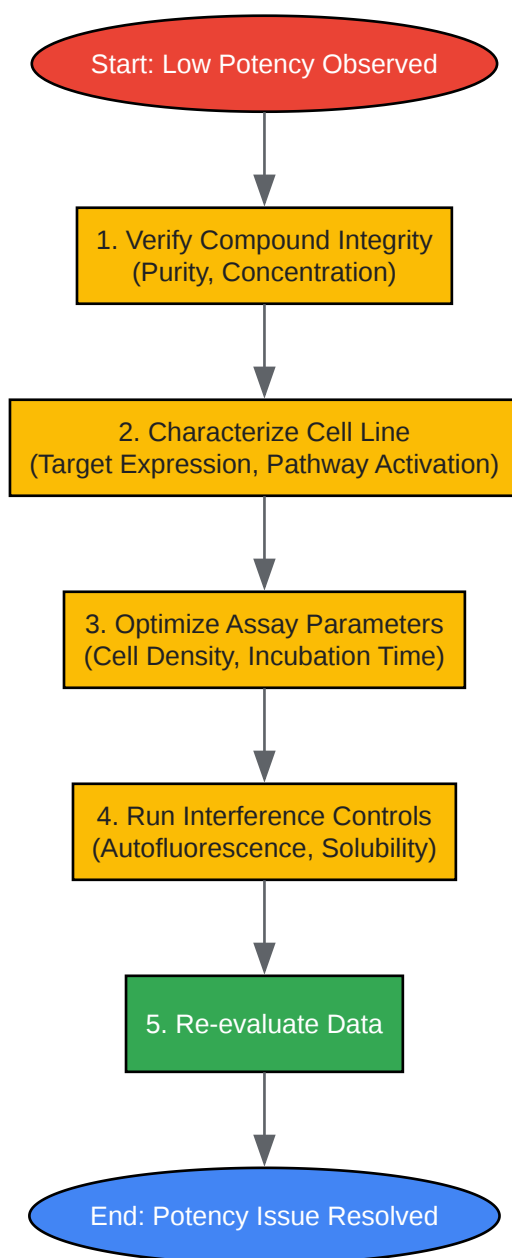 Start: Low Potency Observed
1. Verify Compound Integrity
(Purity, Concentration)
2. Characterize Cell Line
(Target Expression, Pathway Activation)
3. Optimize Assay Parameters
(Cell Density, Incubation Time)
4. Run Interference Controls
(Autofluorescence, Solubility)
5. Re-evaluate Data
End: Potency Issue Resolved